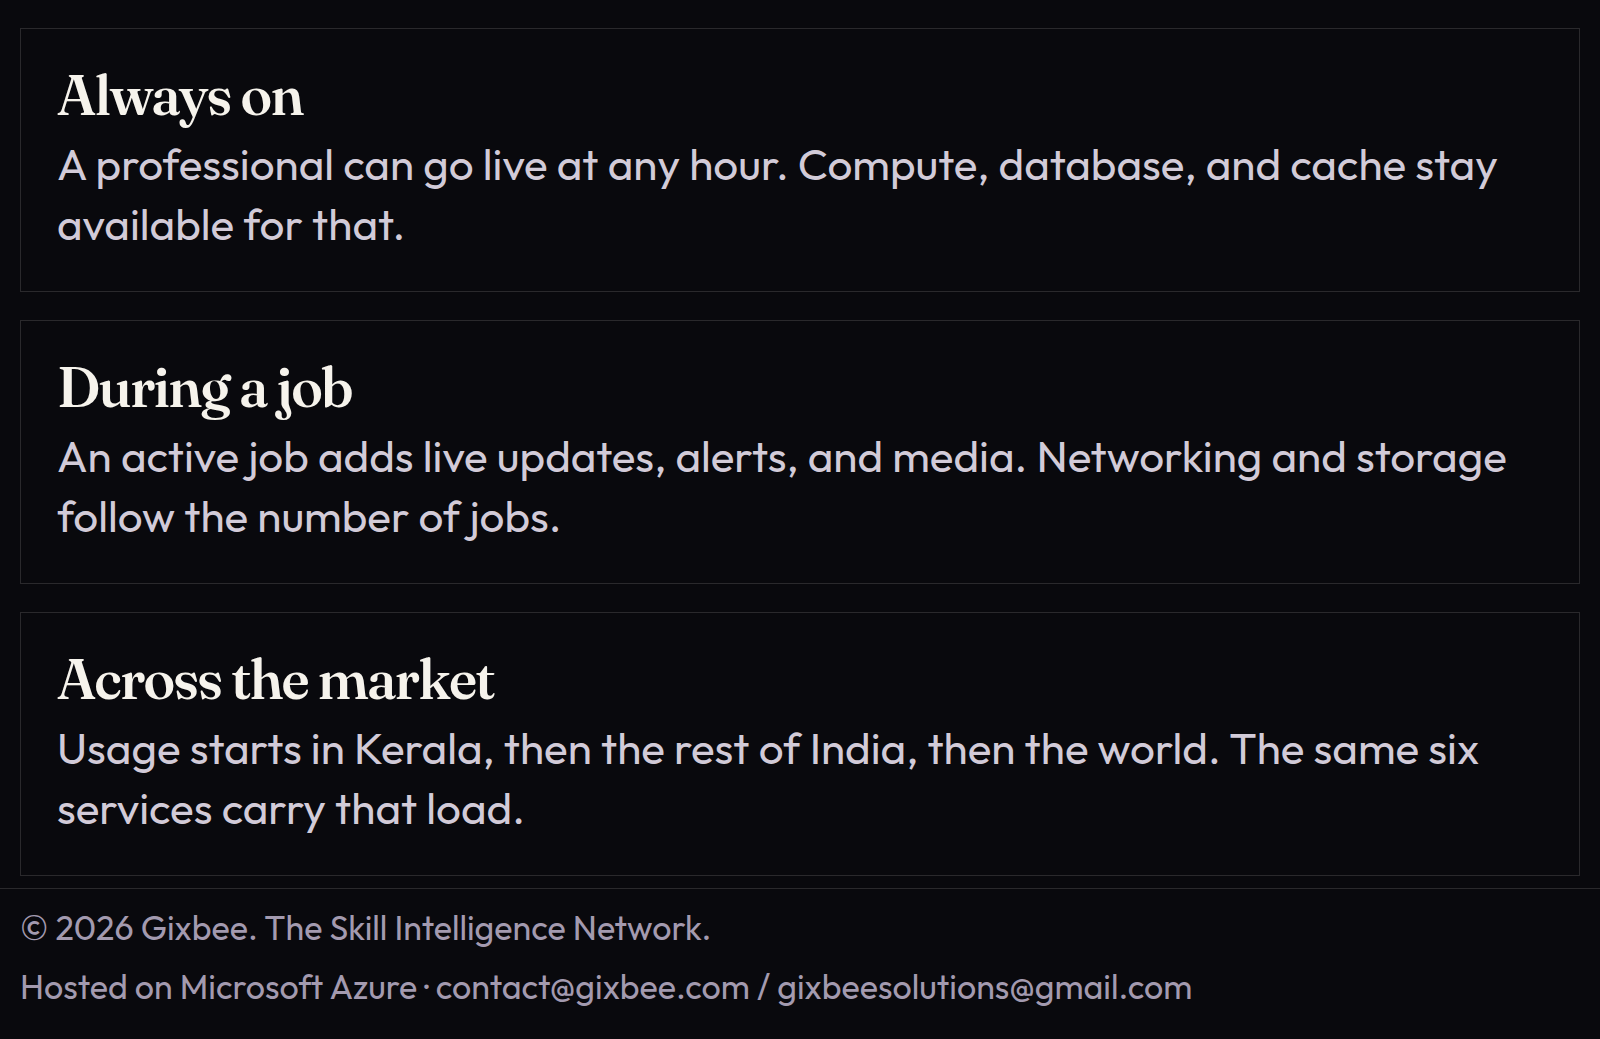 Always on
A professional can go live at any hour. Compute, database, and cache stay
available for that.
During a job
An active job adds live updates, alerts, and media. Networking and storage
follow the number of jobs.
Across the market
Usage starts in Kerala, then the rest of India, then the world. The same six
services carry that load.
© 2026 Gixbee. The Skill Intelligence Network.
Hosted on Microsoft Azure · contact@gixbee.com / gixbeesolutions@gmail.com